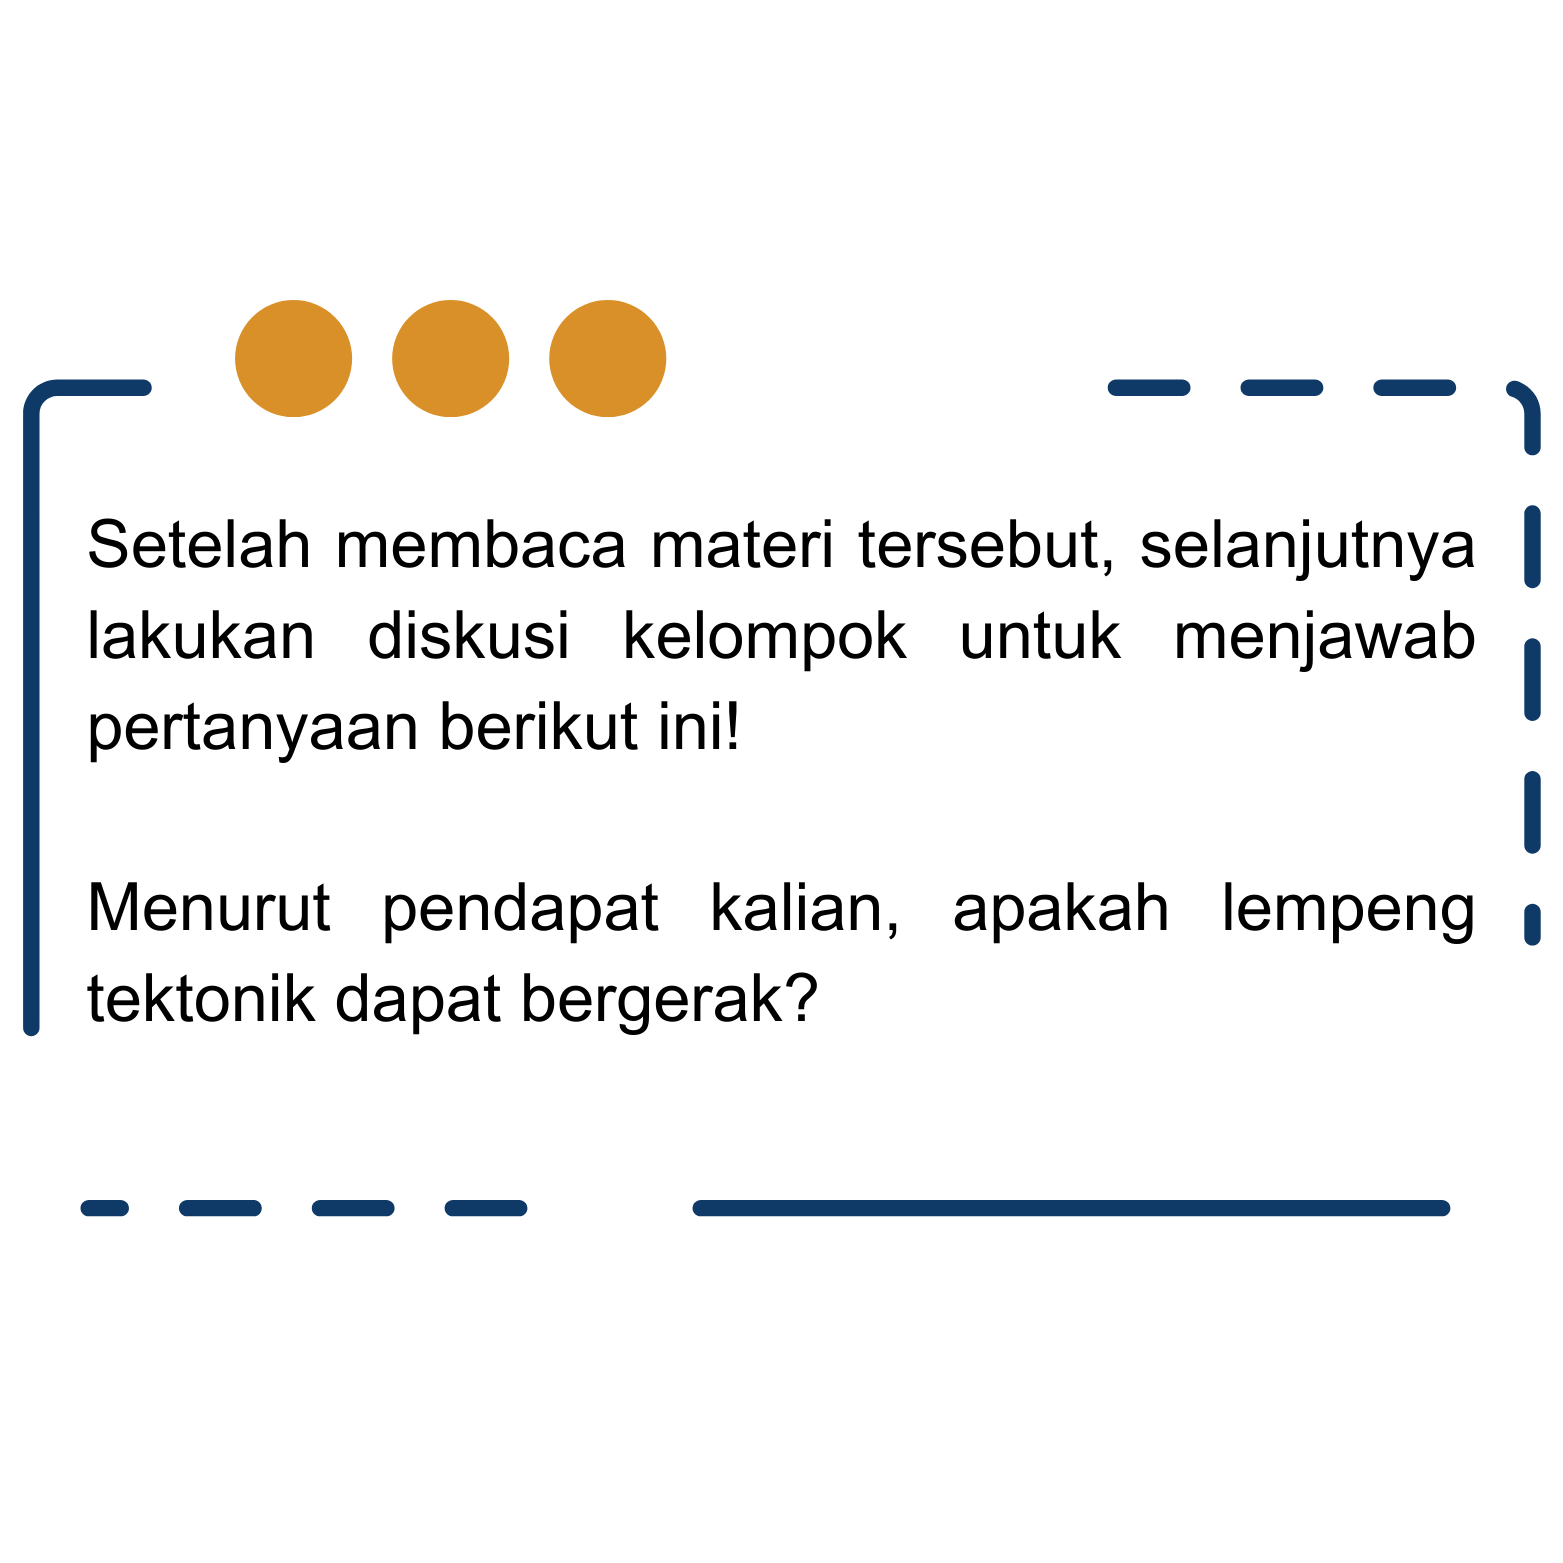 Setelah membaca materi tersebut, selanjutnya
lakukan diskusi kelompok untuk menjawab
pertanyaan berikut ini!
Menurut pendapat kalian, apakah lempeng
tektonik dapat bergerak?